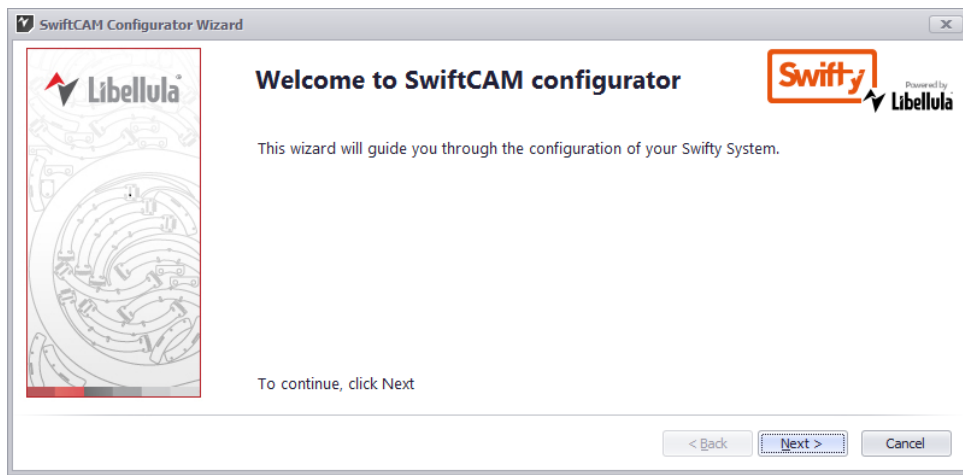 SwiftCAM Configurator Wizard
Libellula
Welcome to SwiftCAM configurator
Swifty
Powered by
Libellula
This wizard will guide you through the configuration of your Swifty System.
To continue, click Next
< Back Next > Cancel